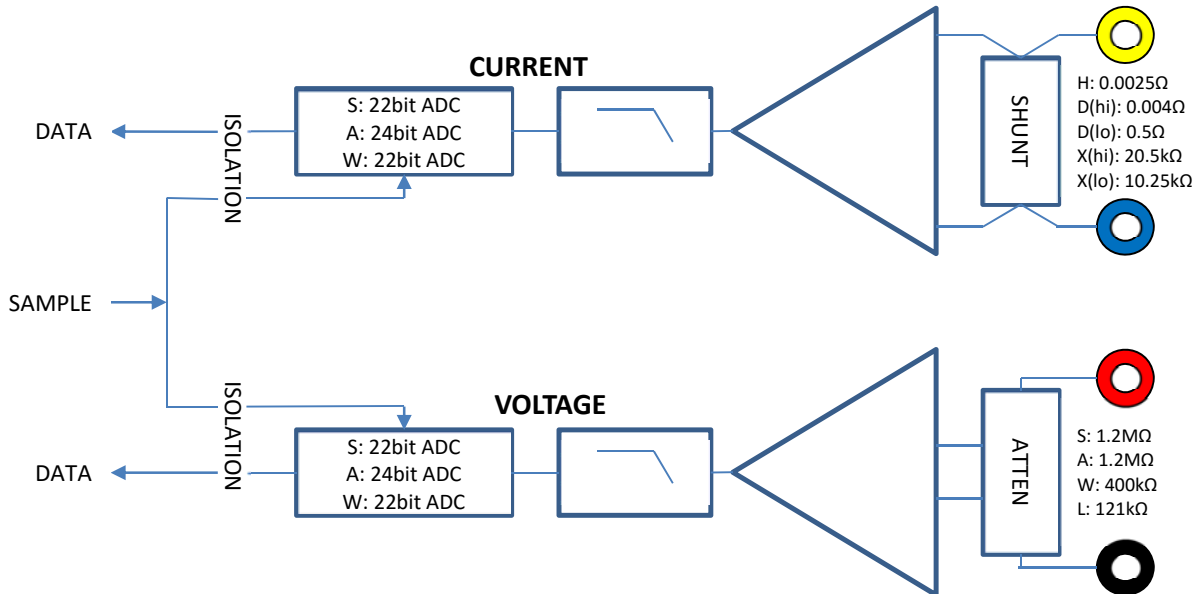 CURRENT
S: 22bit ADC
A: 24bit ADC
W: 22bit ADC
DATA
ISOLATION
SHUNT
H: 0.0025Ω
D(hi): 0.004Ω
D(lo): 0.5Ω
X(hi): 20.5kΩ
X(lo): 10.25kΩ
SAMPLE
VOLTAGE
S: 22bit ADC
A: 24bit ADC
W: 22bit ADC
DATA
ISOLATION
ATTEN
S: 1.2MΩ
A: 1.2MΩ
W: 400kΩ
L: 121kΩ